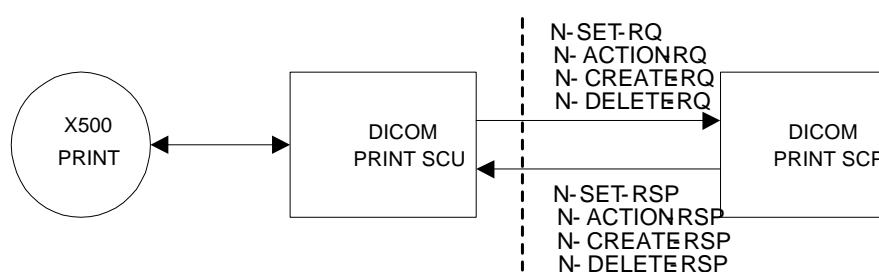 N-SET-RQ
N-ACTION-RQ
N-CREATE-RQ
N-DELETE-RQ
X500
PRINT
DICOM
PRINT SCU
DICOM
PRINT SCP
N-SET-RSP
N-ACTION-RSP
N-CREATE-RSP
N-DELETE-RSP